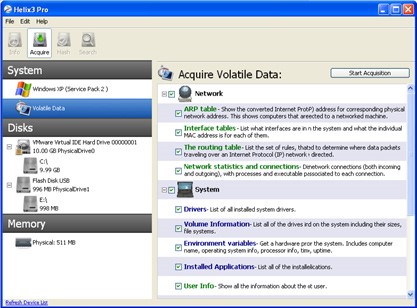 Helix3 Pro
File Edit Help
Info Acquire Hash Search
System
Windows XP (Service Pack 2 )
Volatile Data
Disks
VMware Virtual IDE Hard Drive 00000001
10.00 GB PhysicalDrive0
C:\
9.99 GB
Flash Disk USB
996 MB PhysicalDrive1
E:\
998 MB
Memory
Physical: 511 MB
Refresh Device List
Acquire Volatile Data:
Start Acquisition
Network
ARP table - Show the converted Internet ProtP) address for corresponding physical
network address. This shows computers that arrected to a networked machine.
Interface tables - List what interfaces are in n the system and what the individual
MAC address is for each of them.
The routing table - List the set of rules, thatd to determine where data packets
traveling over an Internet Protocol (IP) network i directed.
Network statistics and connections - Denetwork connections (both incoming
and outgoing), with processes and executable pssociated to each connection.
System
Drivers - List of all installed system drivers.
Volume Information - List all of the drives ind on the system including their sizes,
file systems.
Environment variables - Get a hardware pror the system. Includes computer
name, operating system info, processor info, tim, uptime.
Installed Applications - List of all the installelications.
User Info - Show all the information about the st user.